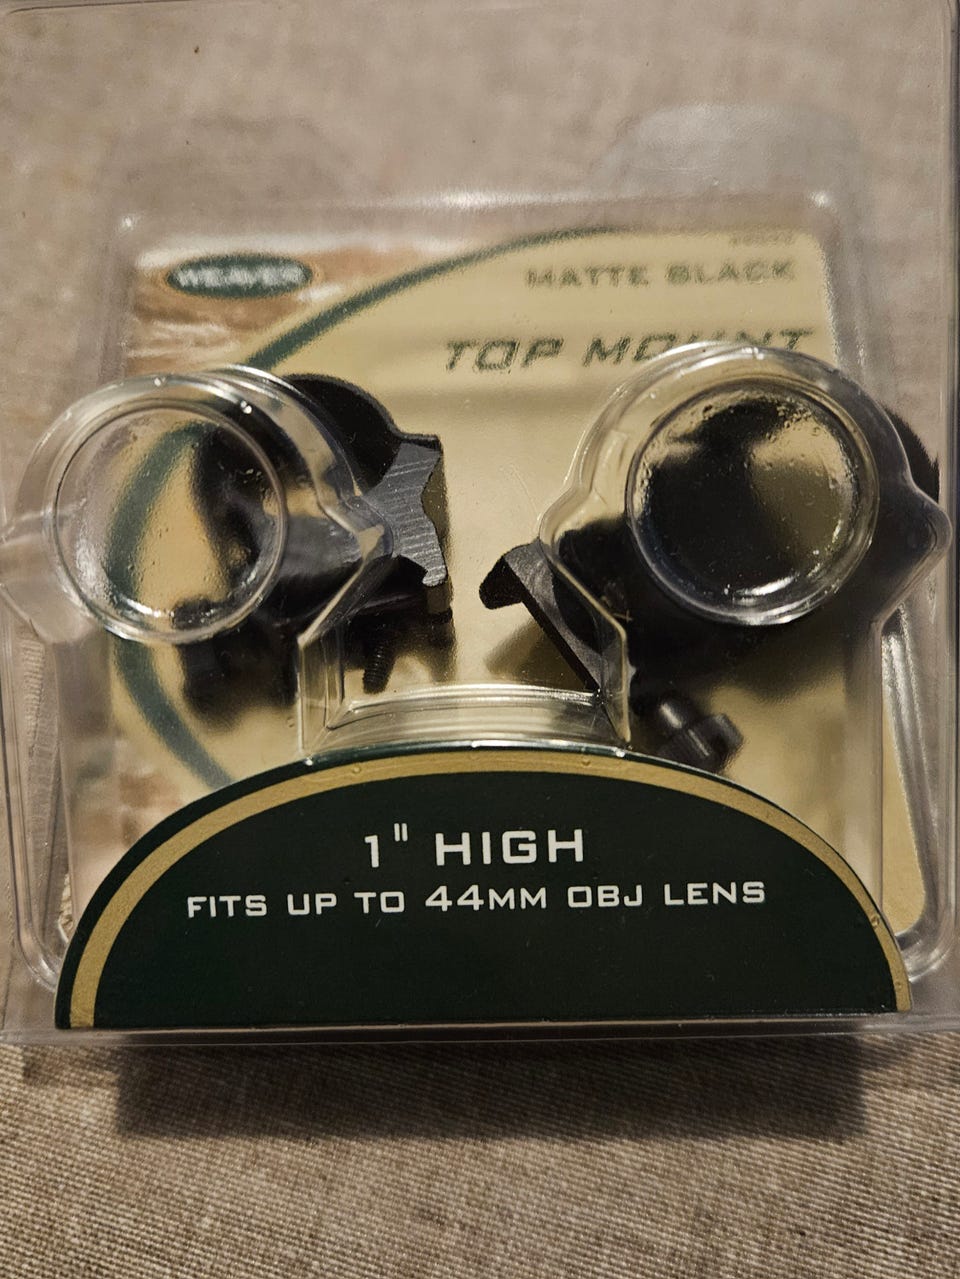 WEAVER
MATTE BLACK
TOP MOUNT
1" HIGH
FITS UP TO 44MM OBJ LENS